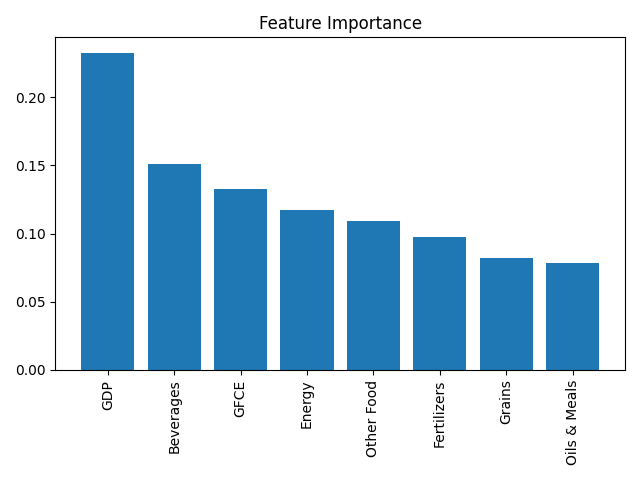 Feature Importance
0.20
0.15
0.10
0.05
0.00
GDP
Beverages
GFCE
Energy
Other Food
Fertilizers
Grains
Oils & Meals